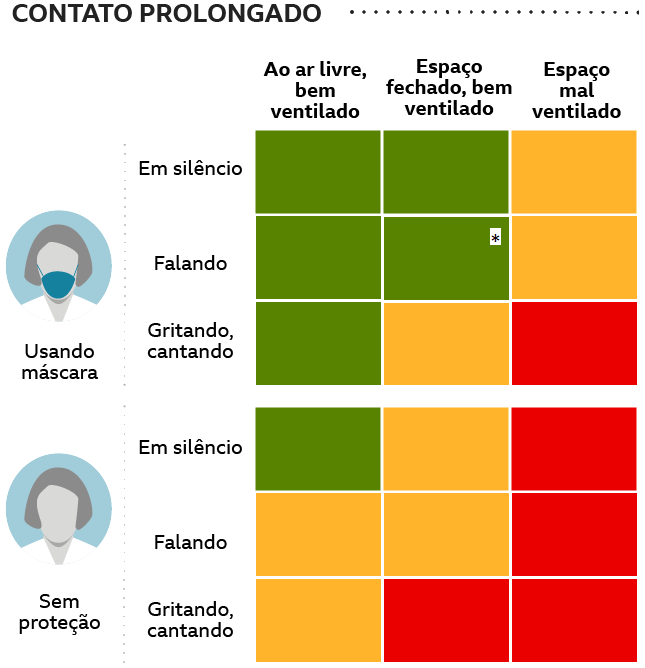 CONTATO PROLONGADO
Ao ar livre,
bem
ventilado
Espaço
fechado, bem
ventilado
Espaço
mal
ventilado
Em silêncio
*
Falando
Gritando,
cantando
Usando
máscara
Em silêncio
Falando
Gritando,
cantando
Sem
proteção